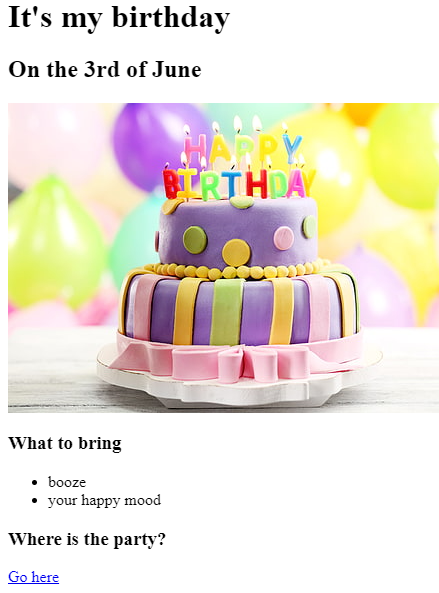 It's my birthday
On the 3rd of June
HAPPY
BIRTHDAY
What to bring
booze
your happy mood
Where is the party?
Go here